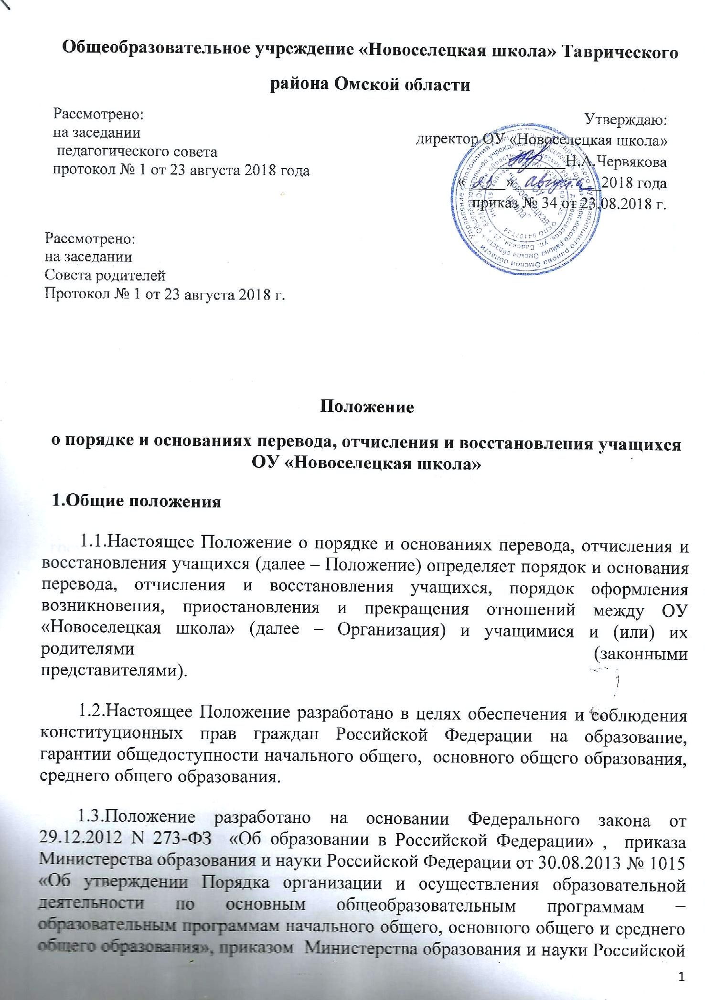 Общеобразовательное учреждение «Новоселецкая школа» Таврического
района Омской области
Рассмотрено:
на заседании
педагогического совета
протокол № 1 от 23 августа 2018 года
Утверждаю:
директор ОУ «Новоселецкая школа»
Н.А.Червякова
«23» августа 2018 года
приказ № 34 от 23.08.2018 г.
ОУ
"Новоселецкая
школа"
Рассмотрено:
на заседании
Совета родителей
Протокол № 1 от 23 августа 2018 г.
Положение
о порядке и основаниях перевода, отчисления и восстановления учащихся
ОУ «Новоселецкая школа»
1.Общие положения
1.1.Настоящее Положение о порядке и основаниях перевода, отчисления и
восстановления учащихся (далее – Положение) определяет порядок и основания
перевода, отчисления и восстановления учащихся, порядок оформления
возникновения, приостановления и прекращения отношений между ОУ
«Новоселецкая школа» (далее – Организация) и учащимися и (или) их
родителями (законными
представителями).
1.2.Настоящее Положение разработано в целях обеспечения и соблюдения
конституционных прав граждан Российской Федерации на образование,
гарантии общедоступности начального общего, основного общего образования,
среднего общего образования.
1.3.Положение разработано на основании Федерального закона от
29.12.2012 N 273-ФЗ «Об образовании в Российской Федерации» , приказа
Министерства образования и науки Российской Федерации от 30.08.2013 № 1015
«Об утверждении Порядка организации и осуществления образовательной
деятельности по основным общеобразовательным программам –
образовательным программам начального общего, основного общего и среднего
общего образования», приказом Министерства образования и науки Российской
1